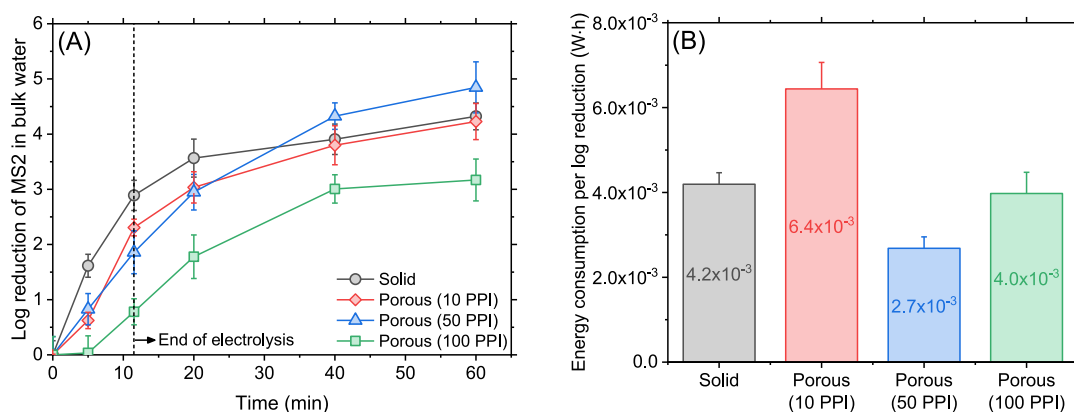 (A)
Log reduction of MS2 in bulk water
6
5
4
3
2
1
0
0
10
20
30
40
50
60
Time (min)
End of electrolysis
Solid
Porous (10 PPI)
Porous (50 PPI)
Porous (100 PPI)
(B)
Energy consumption per log reduction (W·h)
8.0x10⁻³
6.0x10⁻³
4.0x10⁻³
2.0x10⁻³
0.0
4.2x10⁻³
6.4x10⁻³
2.7x10⁻³
4.0x10⁻³
Solid
Porous
(10 PPI)
Porous
(50 PPI)
Porous
(100 PPI)